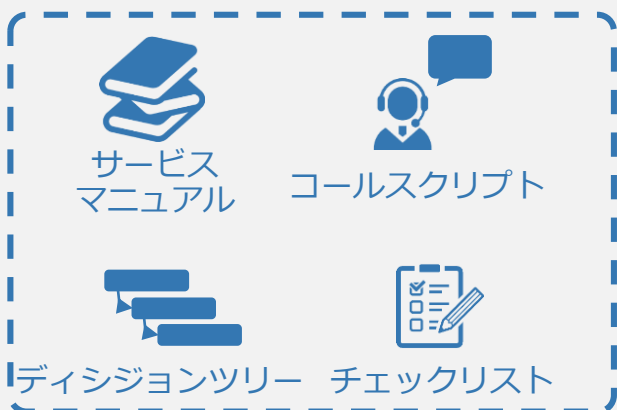 サービス
マニュアル
コールスクリプト
ディシジョンツリー
チェックリスト